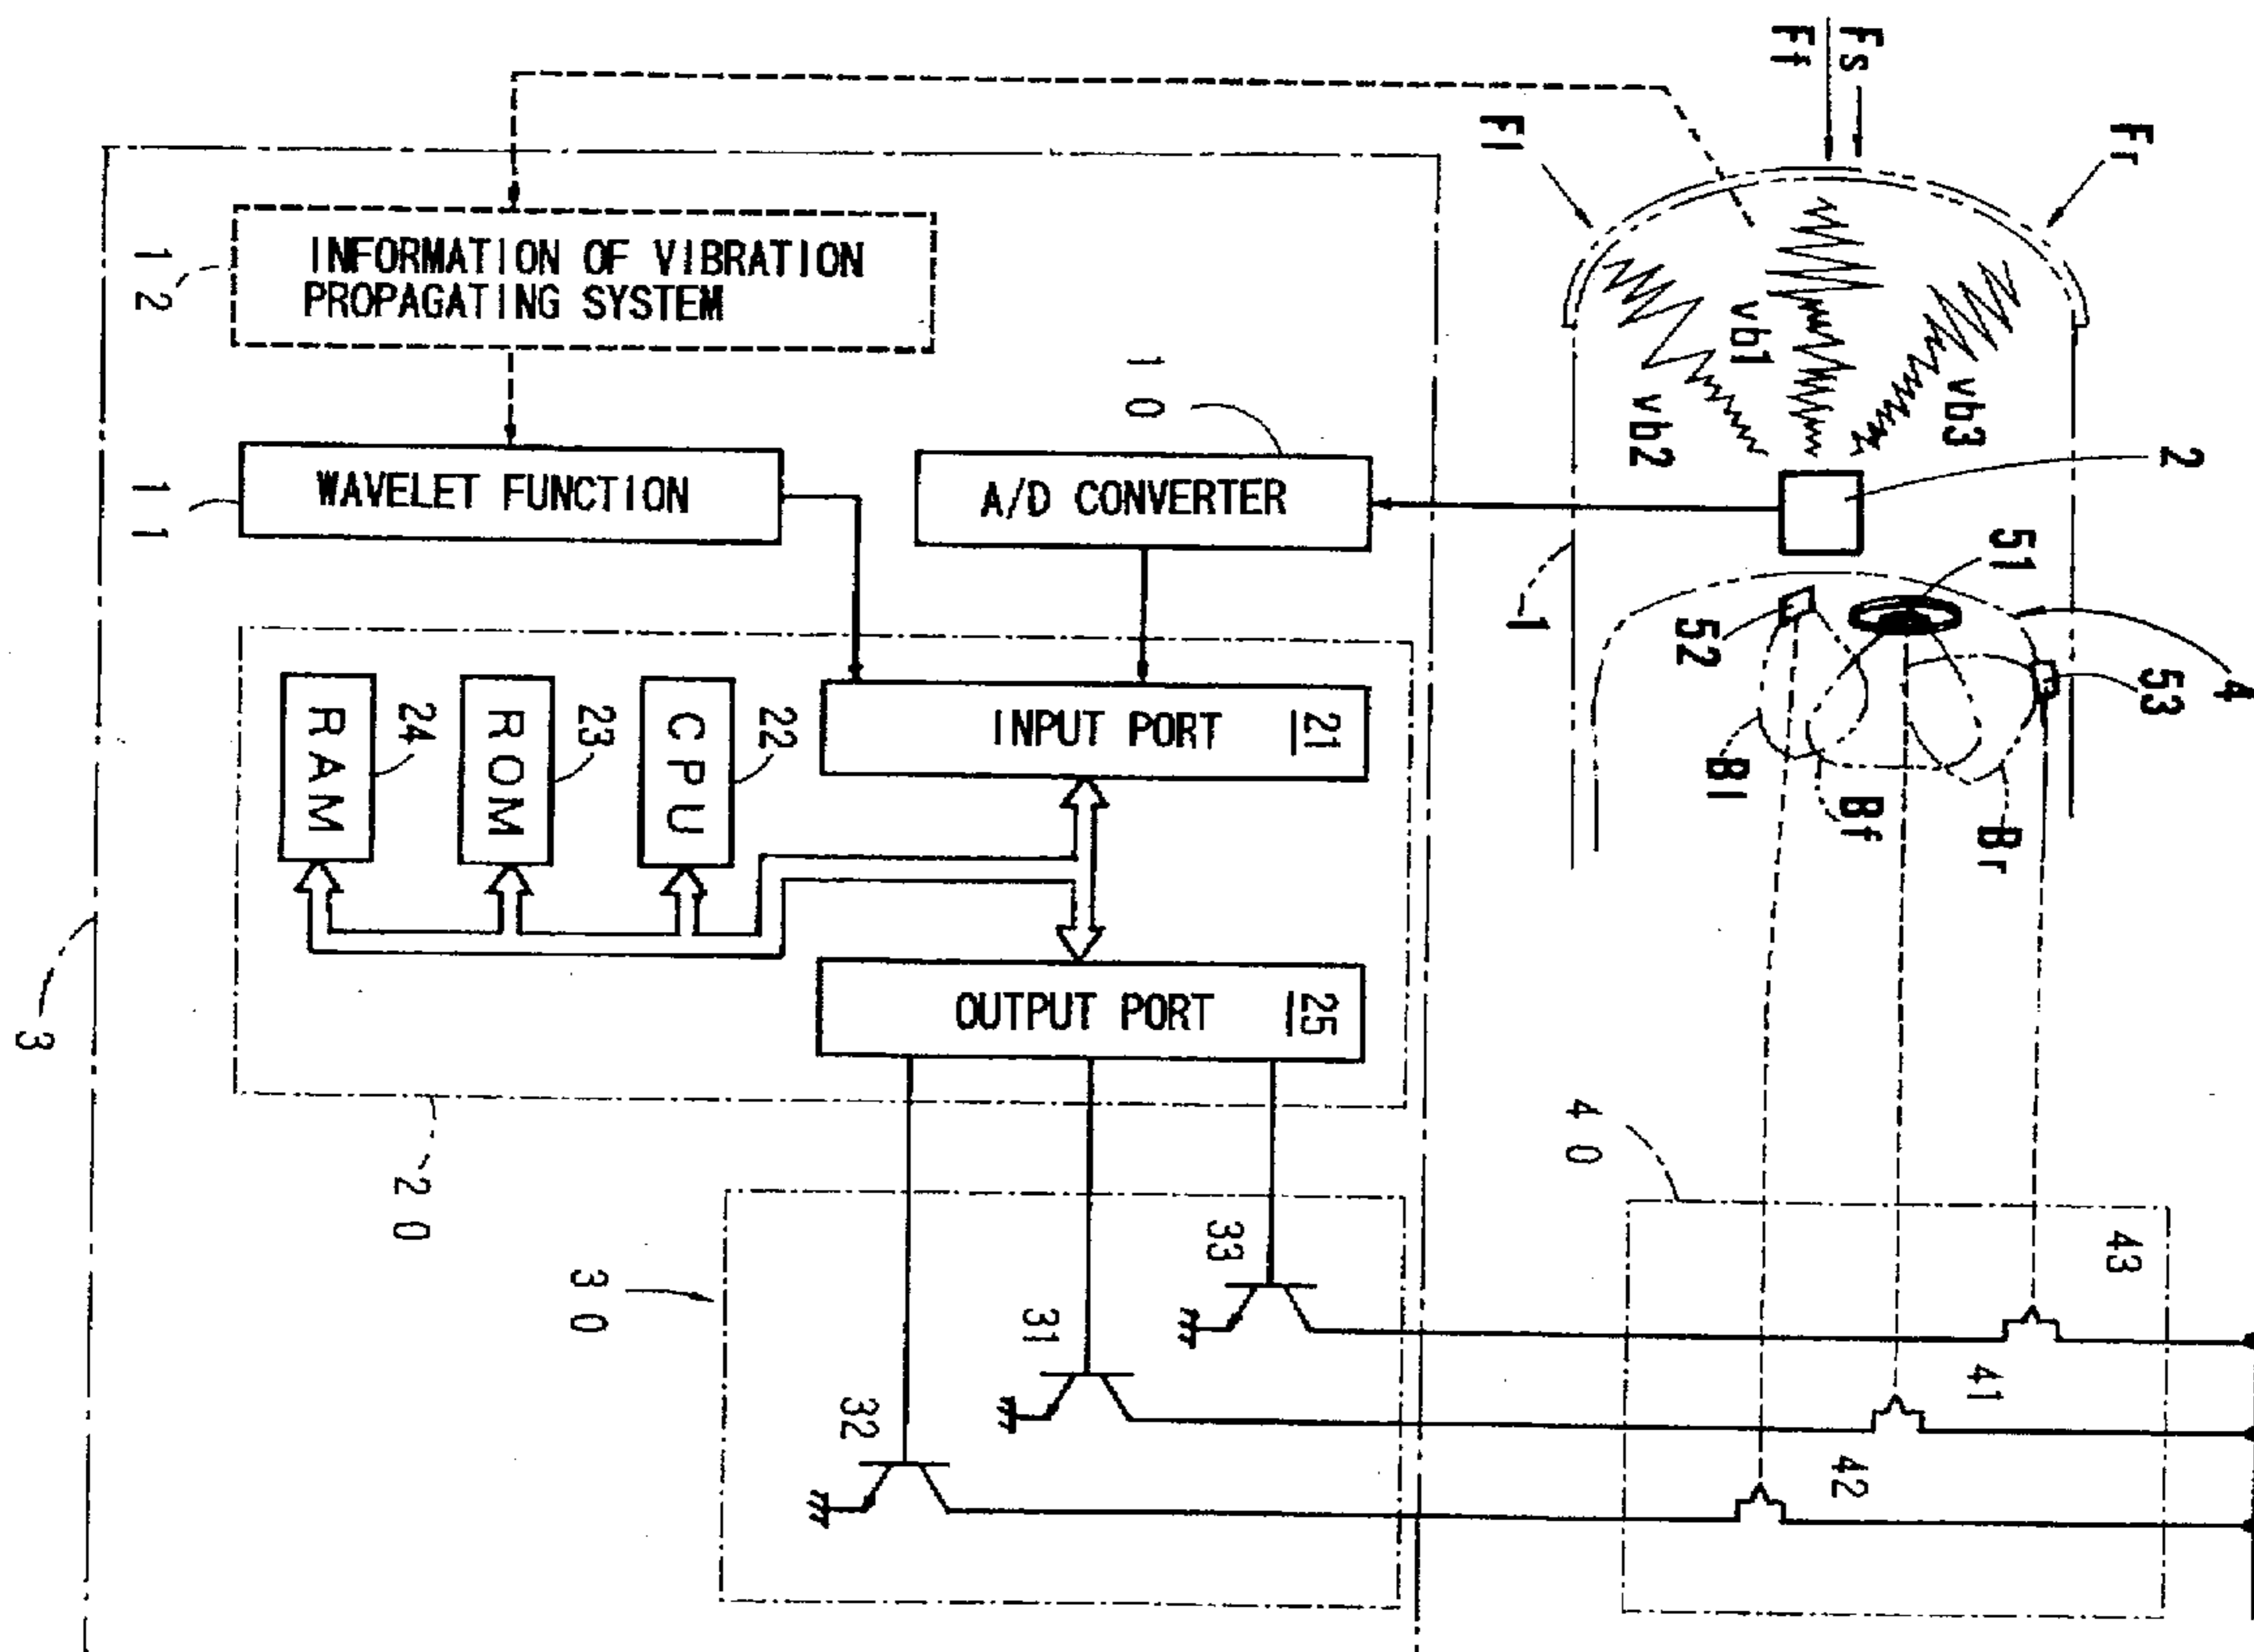 Fs
Ff
Fr
Fl
vb1
vb2
vb3
2
INFORMATION OF VIBRATION
PROPAGATING SYSTEM
12
WAVELET FUNCTION
11
A/D CONVERTER
10
1
51
52
53
4
Bl
Bf
Br
INPUT PORT 21
CPU
22
ROM
23
RAM
24
OUTPUT PORT 25
3
20
30
33
31
32
40
43
41
42